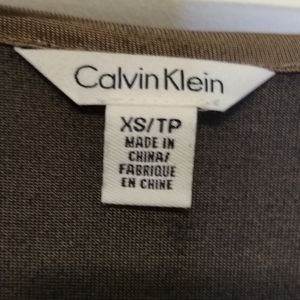 Calvin Klein
XS/TP
MADE IN
CHINA/
FABRIQUE
EN CHINE